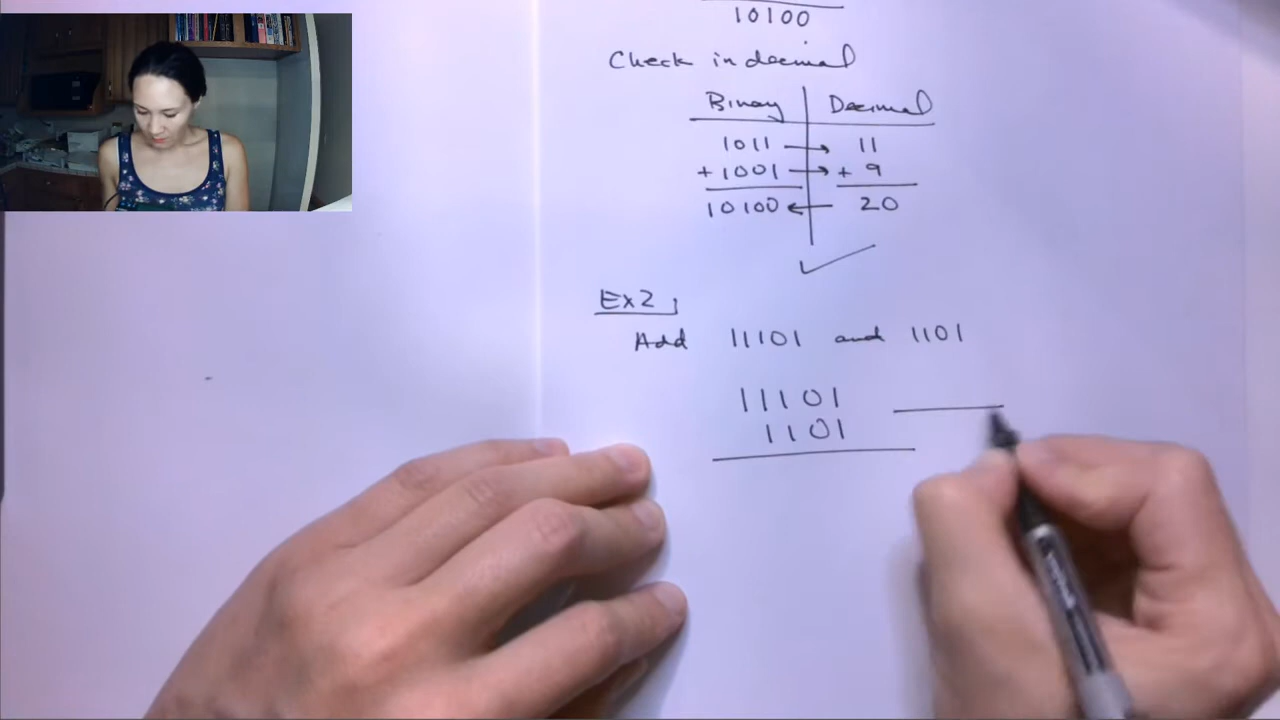 10100
Check in decimal
Binary Decimal
1011 → 11
+ 1001 → + 9
10100 ← 20
✓
Ex2;
Add 11101 and 1101
11101
1101